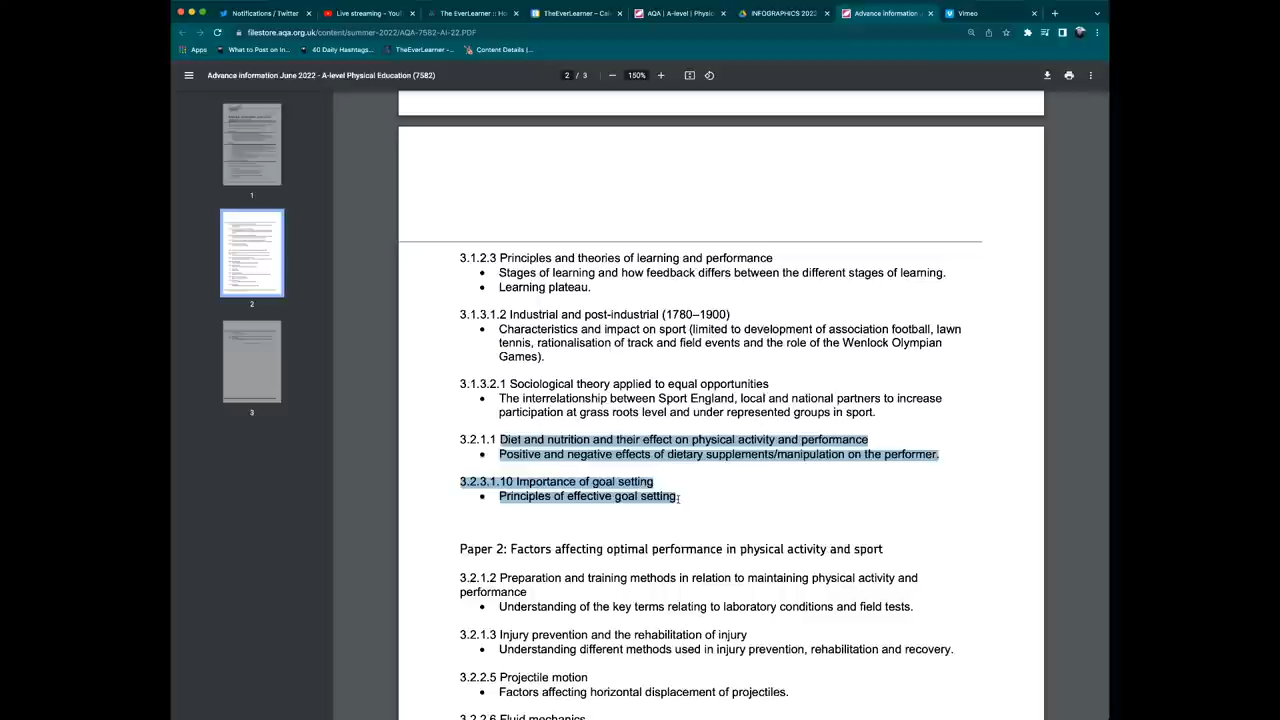 Notifications / Twitter
Live streaming - YouT
The EverLearner :: Ho
TheEverLearner - Cale
AQA | A-level | Physic
INFOGRAPHICS 2022
Advance information
Vimeo
filestore.aqa.org.uk/content/summer-2022/AQA-7582-AI-22.PDF
Apps
What to Post on In...
40 Daily Hashtags...
TheEverLearner -...
Content Details (...
Advance information June 2022 - A-level Physical Education (7582)
2 / 3
150%
1
2
3
3.1.2.3 Principles and theories of learning and performance
• Stages of learning and how feedback differs between the different stages of learning.
• Learning plateau.
3.1.3.1.2 Industrial and post-industrial (1780–1900)
• Characteristics and impact on sport (limited to development of association football, lawn
tennis, rationalisation of track and field events and the role of the Wenlock Olympian
Games).
3.1.3.2.1 Sociological theory applied to equal opportunities
• The interrelationship between Sport England, local and national partners to increase
participation at grass roots level and under represented groups in sport.
3.2.1.1 Diet and nutrition and their effect on physical activity and performance
• Positive and negative effects of dietary supplements/manipulation on the performer.
3.2.3.1.10 Importance of goal setting
• Principles of effective goal setting.
Paper 2: Factors affecting optimal performance in physical activity and sport
3.2.1.2 Preparation and training methods in relation to maintaining physical activity and
performance
• Understanding of the key terms relating to laboratory conditions and field tests.
3.2.1.3 Injury prevention and the rehabilitation of injury
• Understanding different methods used in injury prevention, rehabilitation and recovery.
3.2.2.5 Projectile motion
• Factors affecting horizontal displacement of projectiles.
3.2.2.6 Fluid mechanics